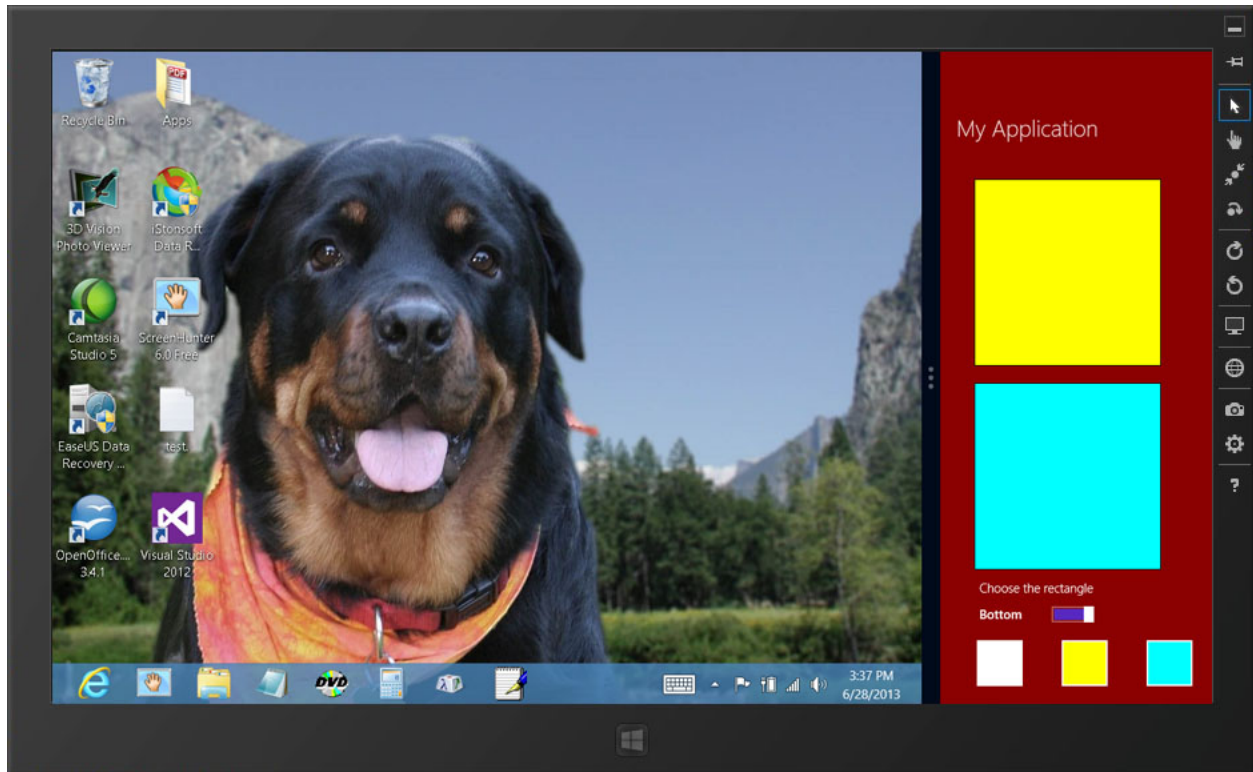 Recycle Bin
Apps
PDF
3D Vision
Photo Viewer
iStonsoft
Data R...
Camtasia
Studio 5
ScreenHunter
6.0 Free
EaseUS Data
Recovery ...
test
OpenOffice...
3.4.1
Visual Studio
2012
DVD
3:37 PM
6/28/2013
My Application
Choose the rectangle
Bottom
?